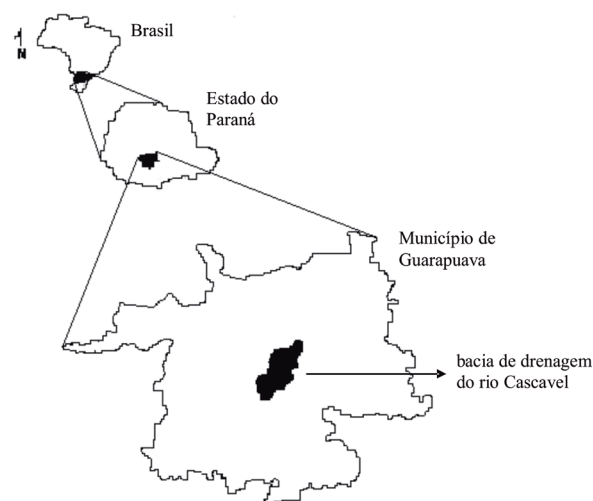 Brasil
N
Estado do
Paraná
Município de
Guarapuava
bacia de drenagem
do rio Cascavel